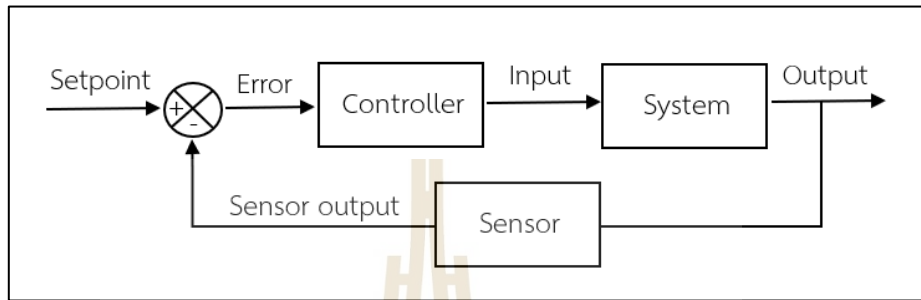 Setpoint
+
-
Error
Controller
Input
System
Output
Sensor output
Sensor